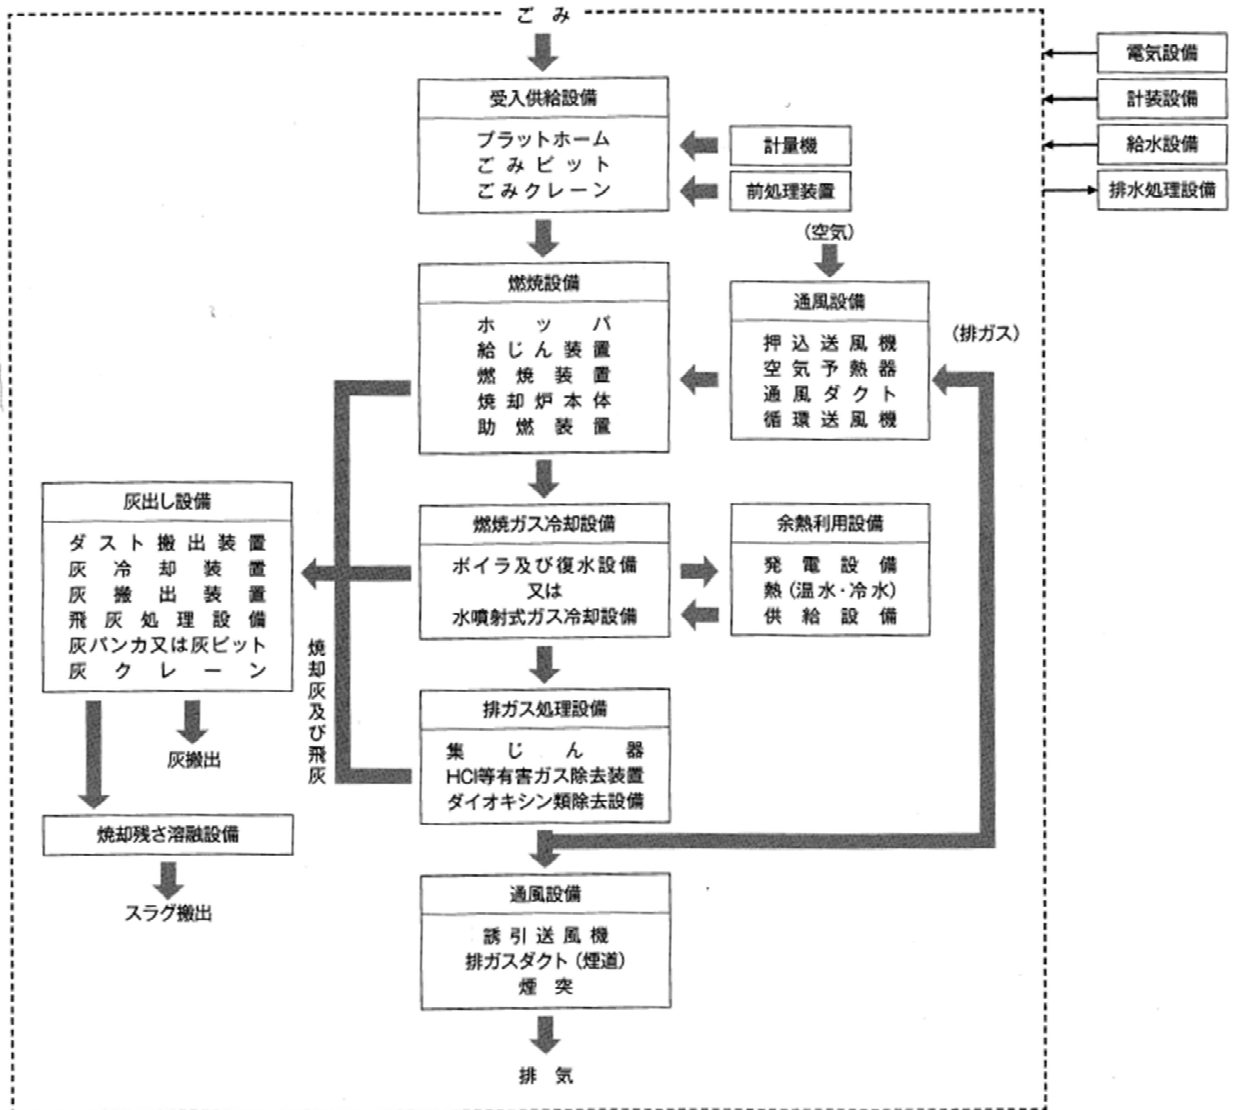 ごみ
電気設備
計装設備
給水設備
排水処理設備
受入供給設備
プラットホーム
ごみピット
ごみクレーン
計量機
前処理装置
(空気)
燃焼設備
ホッパ
給じん装置
燃焼装置
焼却炉本体
助燃装置
通風設備
押込送風機
空気予熱器
通風ダクト
循環送風機
(排ガス)
灰出し設備
ダスト搬出装置
灰冷却装置
灰搬出装置
飛灰処理設備
灰バンカ又は灰ピット
灰クレーン
燃焼ガス冷却設備
ボイラ及び復水設備
又は
水噴射式ガス冷却設備
余熱利用設備
発電設備
熱(温水・冷水)
供給設備
焼却灰及び飛灰
排ガス処理設備
集じん器
HCl等有害ガス除去装置
ダイオキシン類除去設備
灰搬出
焼却残さ溶融設備
スラグ搬出
通風設備
誘引送風機
排ガスダクト(煙道)
煙突
排気